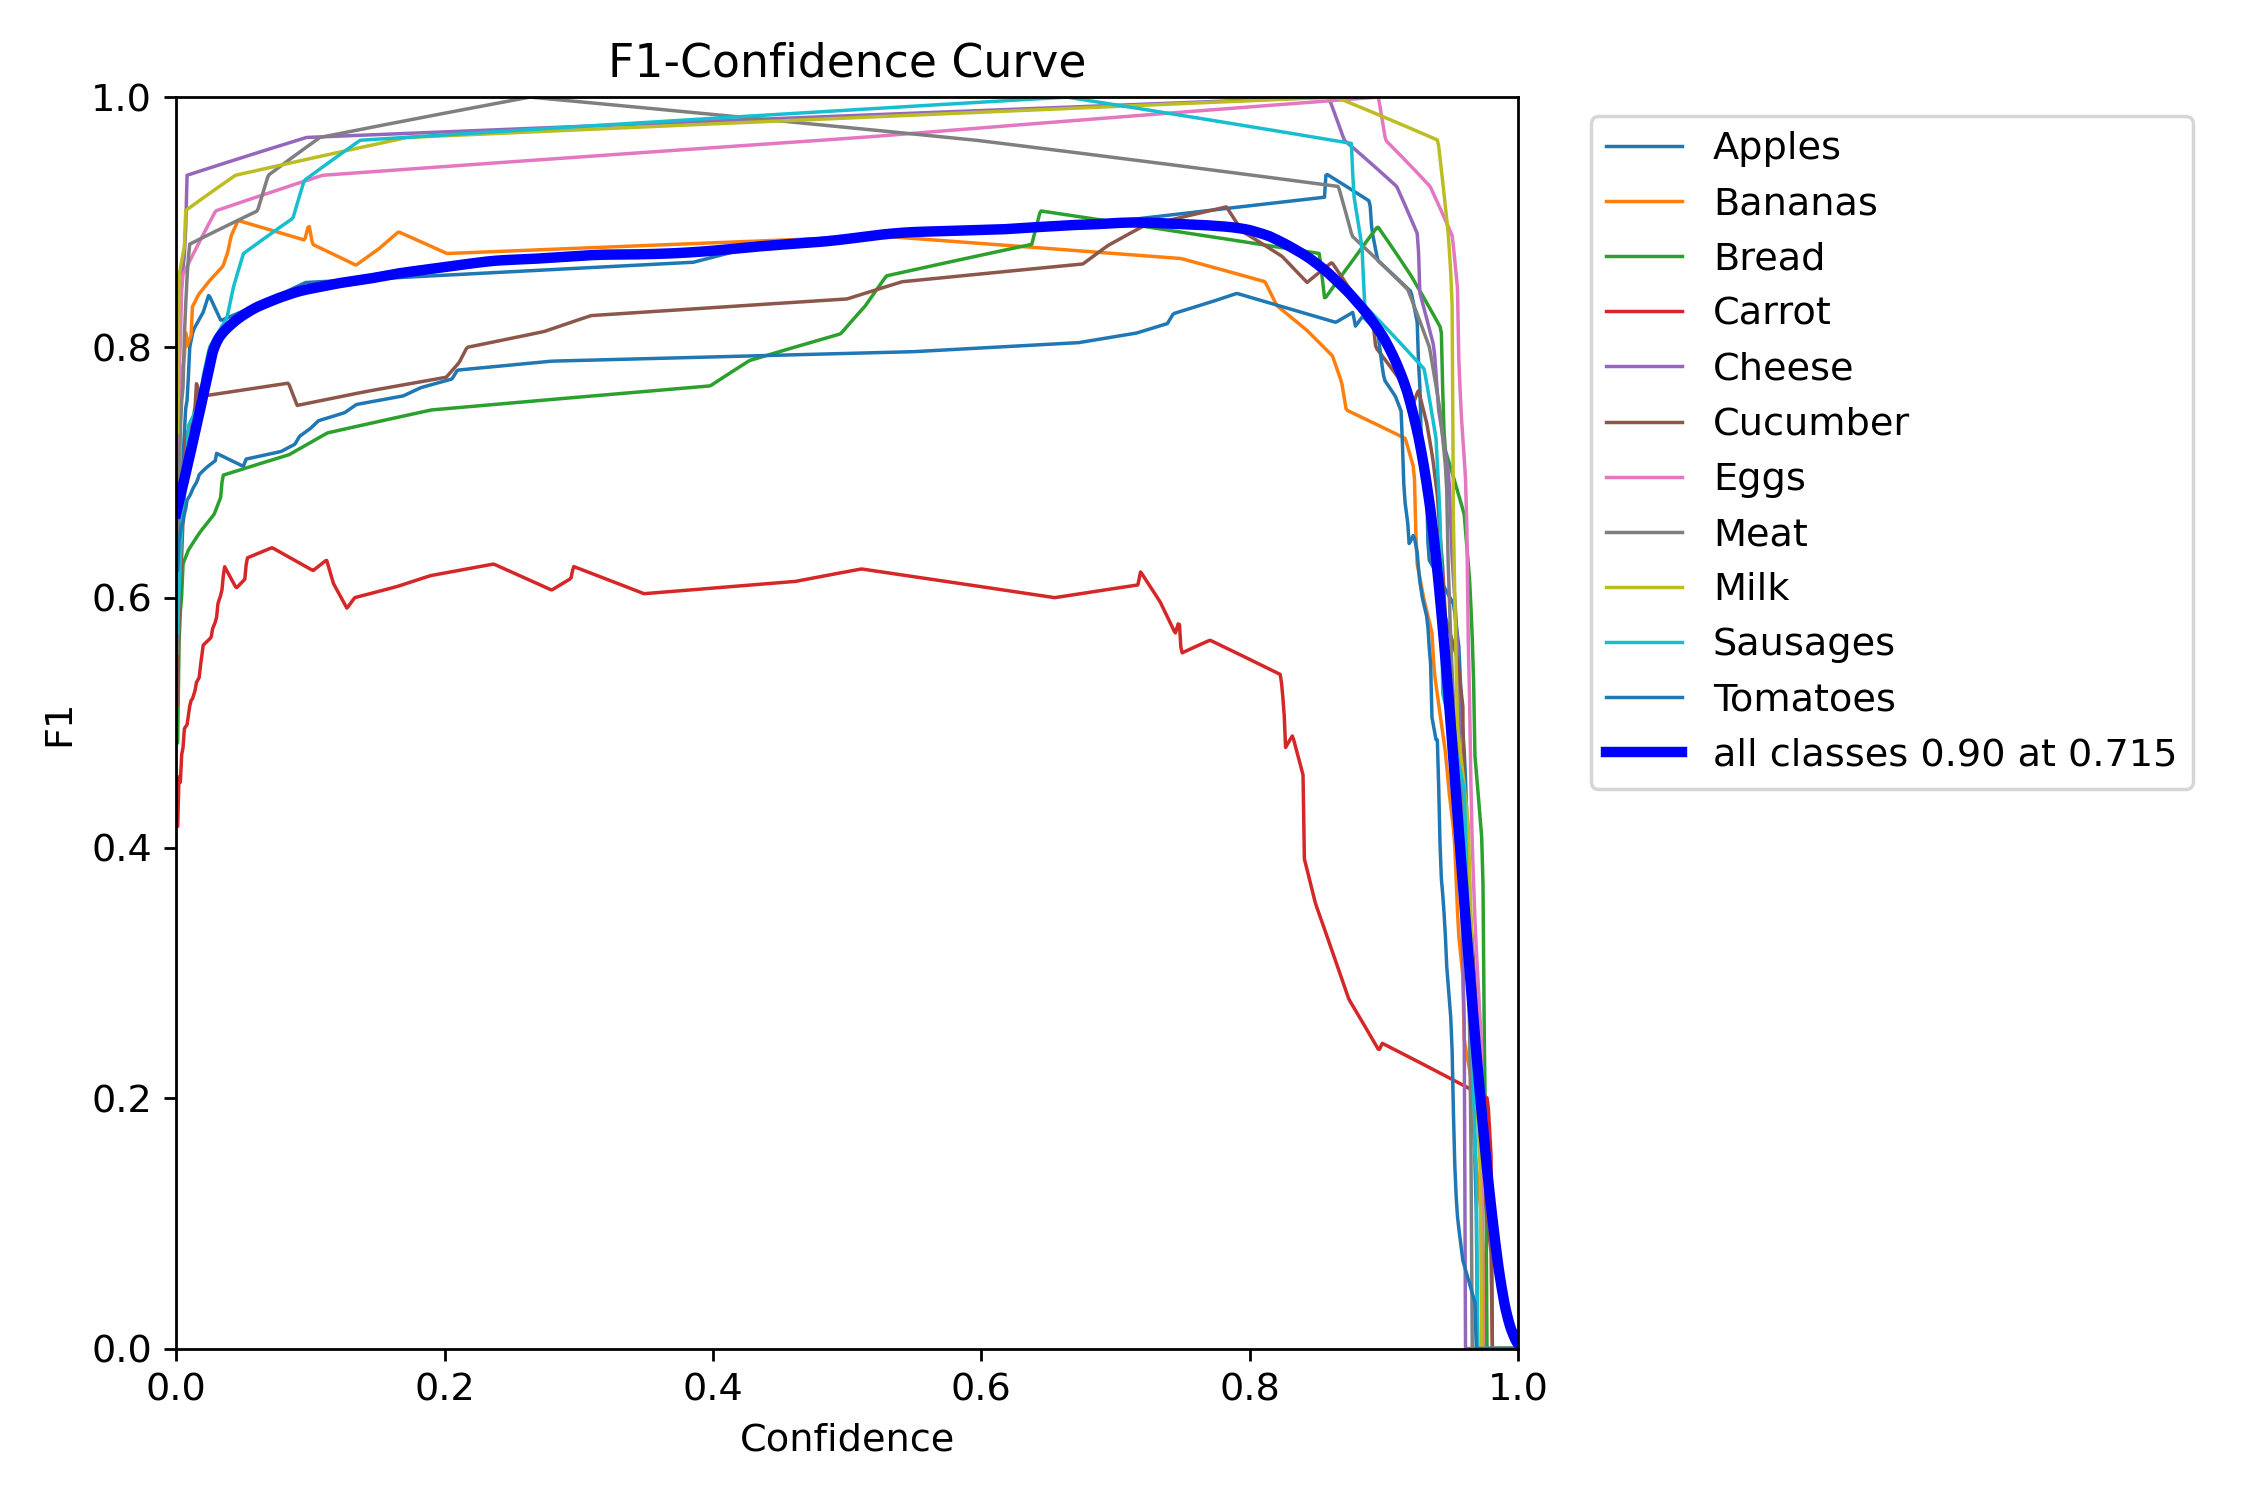 F1-Confidence Curve
1.0
0.8
0.6
0.4
0.2
0.0
F1
0.0 0.2 0.4 0.6 0.8 1.0
Confidence
Apples
Bananas
Bread
Carrot
Cheese
Cucumber
Eggs
Meat
Milk
Sausages
Tomatoes
all classes 0.90 at 0.715